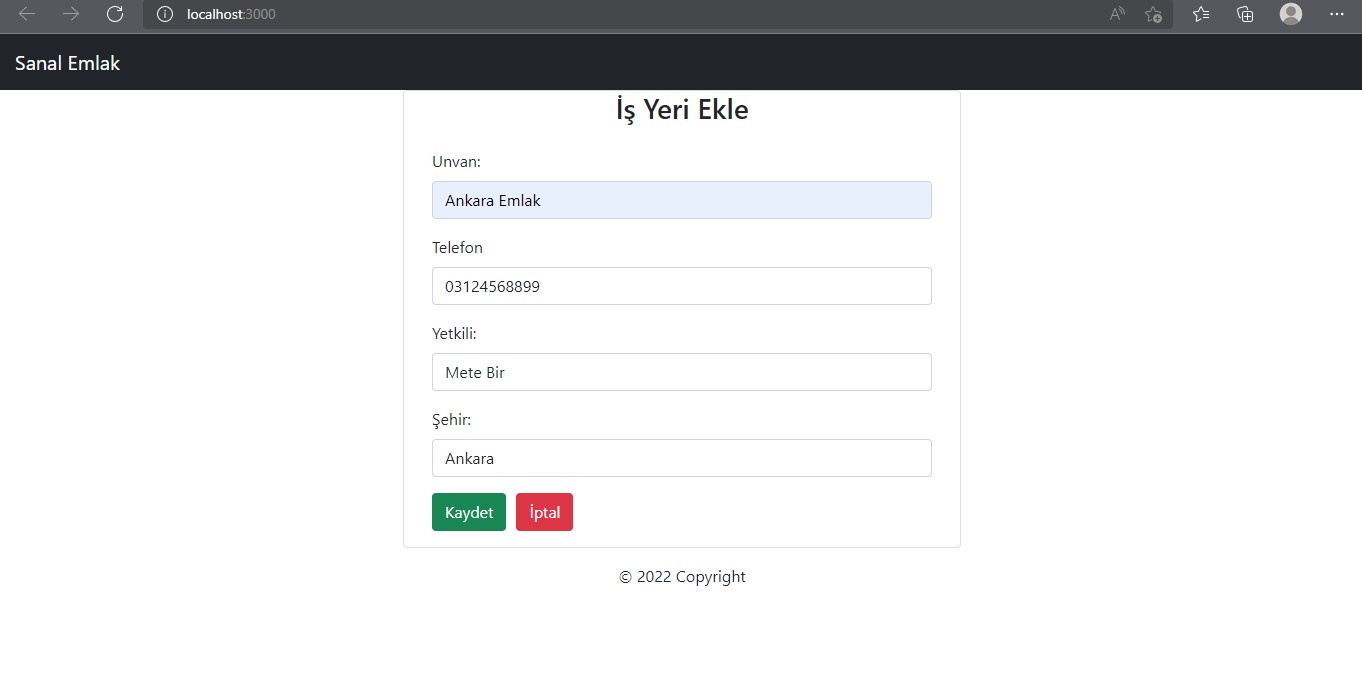 localhost:3000
Sanal Emlak
İş Yeri Ekle
Unvan:
Ankara Emlak
Telefon
03124568899
Yetkili:
Mete Bir
Şehir:
Ankara
Kaydet İptal
© 2022 Copyright